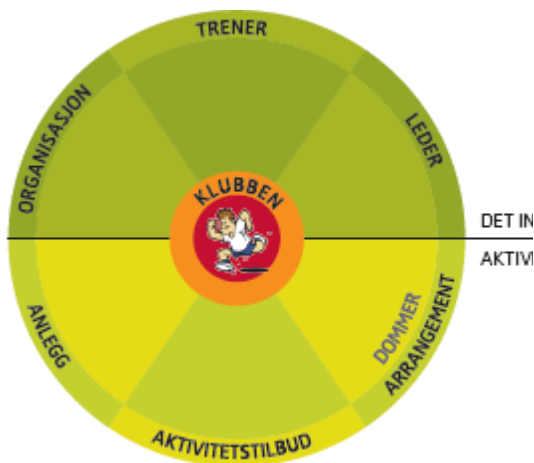 TRENER
ORGANISASJON
LEDER
KLUBBEN
DET IN
AKTIV
ANLEGG
DOMMER
ARRANGEMENT
AKTIVITETSTILBUD